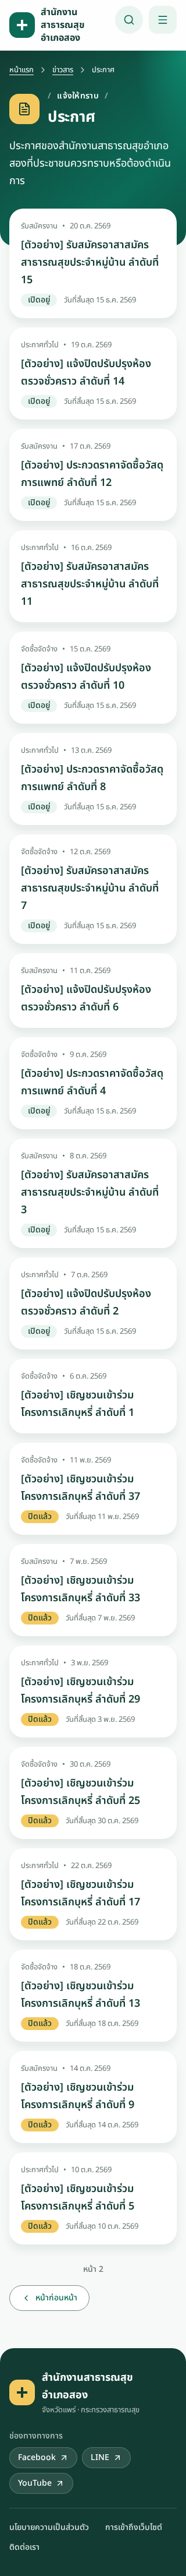 สำนักงาน
สาธารณสุข
อำเภอสอง
หน้าแรก > ข่าวสาร > ประกาศ
/ แจ้งให้ทราบ /
ประกาศ
ประกาศของสำนักงานสาธารณสุขอำเภอ
สองที่ประชาชนควรทราบหรือต้องดำเนิน
การ
รับสมัครงาน • 20 ต.ค. 2569
[ตัวอย่าง] รับสมัครอาสาสมัคร
สาธารณสุขประจำหมู่บ้าน ลำดับที่
15
เปิดอยู่ วันที่สิ้นสุด 15 ธ.ค. 2569
ประกาศทั่วไป • 19 ต.ค. 2569
[ตัวอย่าง] แจ้งปิดปรับปรุงห้อง
ตรวจชั่วคราว ลำดับที่ 14
เปิดอยู่ วันที่สิ้นสุด 15 ธ.ค. 2569
รับสมัครงาน • 17 ต.ค. 2569
[ตัวอย่าง] ประกวดราคาจัดซื้อวัสดุ
การแพทย์ ลำดับที่ 12
เปิดอยู่ วันที่สิ้นสุด 15 ธ.ค. 2569
ประกาศทั่วไป • 16 ต.ค. 2569
[ตัวอย่าง] รับสมัครอาสาสมัคร
สาธารณสุขประจำหมู่บ้าน ลำดับที่
11
จัดซื้อจัดจ้าง • 15 ต.ค. 2569
[ตัวอย่าง] แจ้งปิดปรับปรุงห้อง
ตรวจชั่วคราว ลำดับที่ 10
เปิดอยู่ วันที่สิ้นสุด 15 ธ.ค. 2569
ประกาศทั่วไป • 13 ต.ค. 2569
[ตัวอย่าง] ประกวดราคาจัดซื้อวัสดุ
การแพทย์ ลำดับที่ 8
เปิดอยู่ วันที่สิ้นสุด 15 ธ.ค. 2569
จัดซื้อจัดจ้าง • 12 ต.ค. 2569
[ตัวอย่าง] รับสมัครอาสาสมัคร
สาธารณสุขประจำหมู่บ้าน ลำดับที่
7
เปิดอยู่ วันที่สิ้นสุด 15 ธ.ค. 2569
รับสมัครงาน • 11 ต.ค. 2569
[ตัวอย่าง] แจ้งปิดปรับปรุงห้อง
ตรวจชั่วคราว ลำดับที่ 6
จัดซื้อจัดจ้าง • 9 ต.ค. 2569
[ตัวอย่าง] ประกวดราคาจัดซื้อวัสดุ
การแพทย์ ลำดับที่ 4
เปิดอยู่ วันที่สิ้นสุด 15 ธ.ค. 2569
รับสมัครงาน • 8 ต.ค. 2569
[ตัวอย่าง] รับสมัครอาสาสมัคร
สาธารณสุขประจำหมู่บ้าน ลำดับที่
3
เปิดอยู่ วันที่สิ้นสุด 15 ธ.ค. 2569
ประกาศทั่วไป • 7 ต.ค. 2569
[ตัวอย่าง] แจ้งปิดปรับปรุงห้อง
ตรวจชั่วคราว ลำดับที่ 2
เปิดอยู่ วันที่สิ้นสุด 15 ธ.ค. 2569
จัดซื้อจัดจ้าง • 6 ต.ค. 2569
[ตัวอย่าง] เชิญชวนเข้าร่วม
โครงการเลิกบุหรี่ ลำดับที่ 1
จัดซื้อจัดจ้าง • 11 พ.ย. 2569
[ตัวอย่าง] เชิญชวนเข้าร่วม
โครงการเลิกบุหรี่ ลำดับที่ 37
ปิดแล้ว วันที่สิ้นสุด 11 พ.ย. 2569
รับสมัครงาน • 7 พ.ย. 2569
[ตัวอย่าง] เชิญชวนเข้าร่วม
โครงการเลิกบุหรี่ ลำดับที่ 33
ปิดแล้ว วันที่สิ้นสุด 7 พ.ย. 2569
ประกาศทั่วไป • 3 พ.ย. 2569
[ตัวอย่าง] เชิญชวนเข้าร่วม
โครงการเลิกบุหรี่ ลำดับที่ 29
ปิดแล้ว วันที่สิ้นสุด 3 พ.ย. 2569
จัดซื้อจัดจ้าง • 30 ต.ค. 2569
[ตัวอย่าง] เชิญชวนเข้าร่วม
โครงการเลิกบุหรี่ ลำดับที่ 25
ปิดแล้ว วันที่สิ้นสุด 30 ต.ค. 2569
ประกาศทั่วไป • 22 ต.ค. 2569
[ตัวอย่าง] เชิญชวนเข้าร่วม
โครงการเลิกบุหรี่ ลำดับที่ 17
ปิดแล้ว วันที่สิ้นสุด 22 ต.ค. 2569
จัดซื้อจัดจ้าง • 18 ต.ค. 2569
[ตัวอย่าง] เชิญชวนเข้าร่วม
โครงการเลิกบุหรี่ ลำดับที่ 13
ปิดแล้ว วันที่สิ้นสุด 18 ต.ค. 2569
รับสมัครงาน • 14 ต.ค. 2569
[ตัวอย่าง] เชิญชวนเข้าร่วม
โครงการเลิกบุหรี่ ลำดับที่ 9
ปิดแล้ว วันที่สิ้นสุด 14 ต.ค. 2569
ประกาศทั่วไป • 10 ต.ค. 2569
[ตัวอย่าง] เชิญชวนเข้าร่วม
โครงการเลิกบุหรี่ ลำดับที่ 5
ปิดแล้ว วันที่สิ้นสุด 10 ต.ค. 2569
หน้า 2
หน้าก่อนหน้า
สำนักงานสาธารณสุข
อำเภอสอง
จังหวัดแพร่ · กระทรวงสาธารณสุข
ช่องทางทางการ
Facebook LINE
YouTube
นโยบายความเป็นส่วนตัว การเข้าถึงเว็บไซต์
ติดต่อเรา